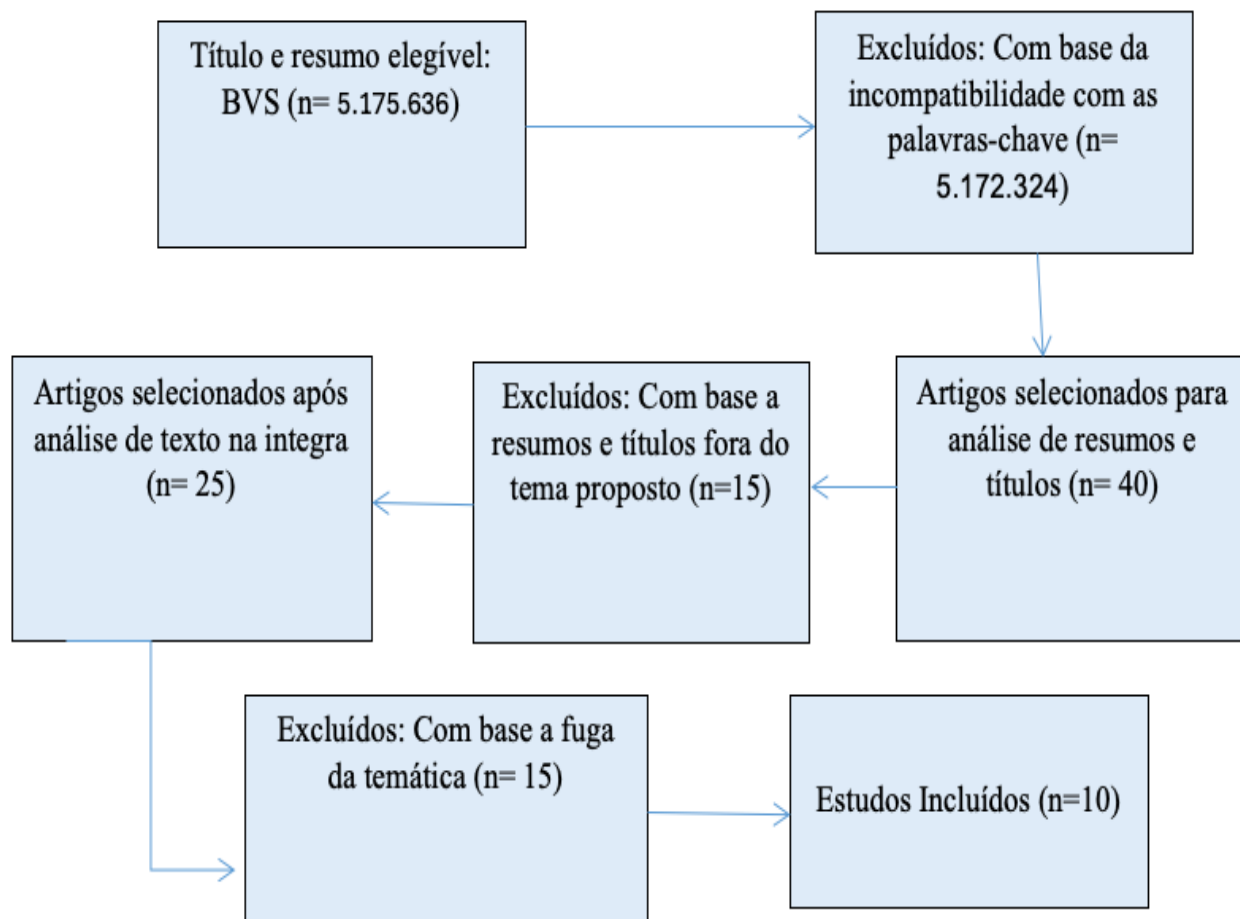 Título e resumo elegível:
BVS (n= 5.175.636)
Excluídos: Com base da
incompatibilidade com as
palavras-chave (n=
5.172.324)
Artigos selecionados para
análise de resumos e
títulos (n= 40)
Excluídos: Com base a
resumos e títulos fora do
tema proposto (n=15)
Artigos selecionados após
análise de texto na integra
(n= 25)
Excluídos: Com base a fuga
da temática (n= 15)
Estudos Incluídos (n=10)